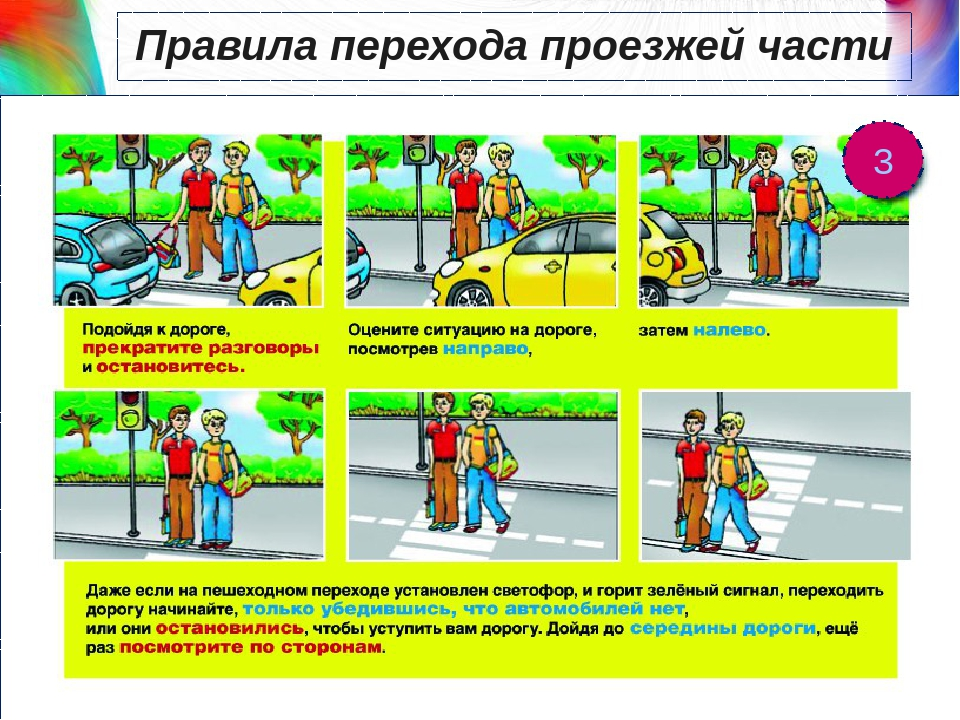 Правила перехода проезжей части
3
Подойдя к дороге,
прекратите разговоры
и остановитесь.
Оцените ситуацию на дороге,
посмотрев направо,
затем налево.
Даже если на пешеходном переходе установлен светофор, и горит зелёный сигнал, переходить
дорогу начинайте, только убедившись, что автомобилей нет,
или они остановились, чтобы уступить вам дорогу. Дойдя до середины дороги, ещё
раз посмотрите по сторонам.